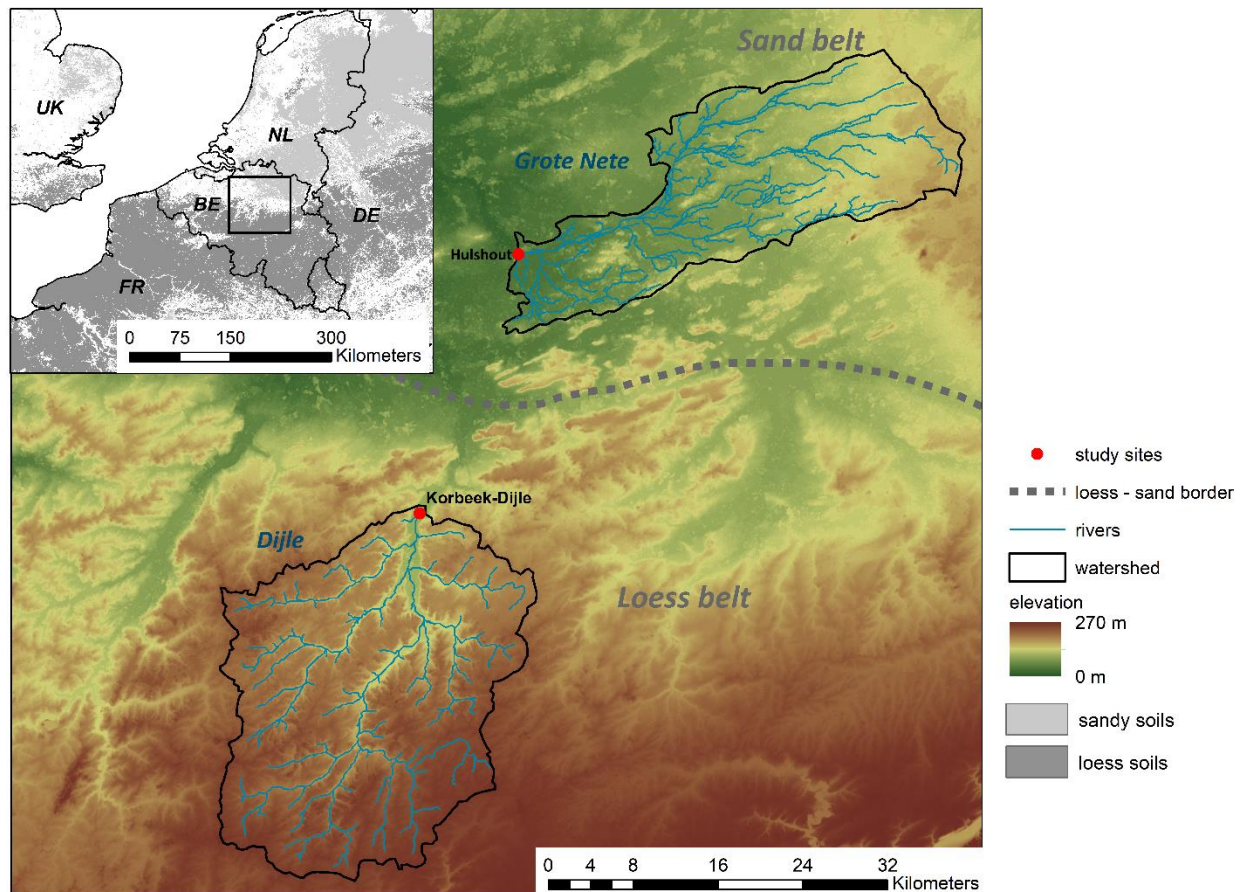 UK
NL
BE
DE
FR
0 75 150 300
Kilometers
Sand belt
Grote Nete
Hulshout
Korbeek-Dijle
Dijle
Loess belt
0 4 8 16 24 32
Kilometers
study sites
loess - sand border
rivers
watershed
elevation
270 m
0 m
sandy soils
loess soils